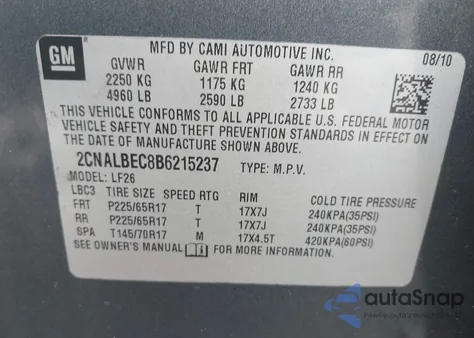 GM
MFD BY CAMI AUTOMOTIVE INC. 08/10
GVWR GAWR FRT GAWR RR
2250 KG 1175 KG 1240 KG
4960 LB 2590 LB 2733 LB
THIS VEHICLE CONFORMS TO ALL APPLICABLE U.S. FEDERAL MOTOR
VEHICLE SAFETY AND THEFT PREVENTION STANDARDS IN EFFECT ON
THE DATE OF MANUFACTURE SHOWN ABOVE.
2CNALBEC8B6215237 TYPE: M.P.V.
MODEL: LF26
LBC3 TIRE SIZE SPEED RTG RIM COLD TIRE PRESSURE
FRT P225/65R17 T 17X7J 240KPA(35PSI)
RR P225/65R17 T 17X7J 240KPA(35PSI)
SPA T145/70R17 M 17X4.5T 420KPA(60PSI)
SEE OWNER'S MANUAL FOR MORE INFORMATION.
autoSnap